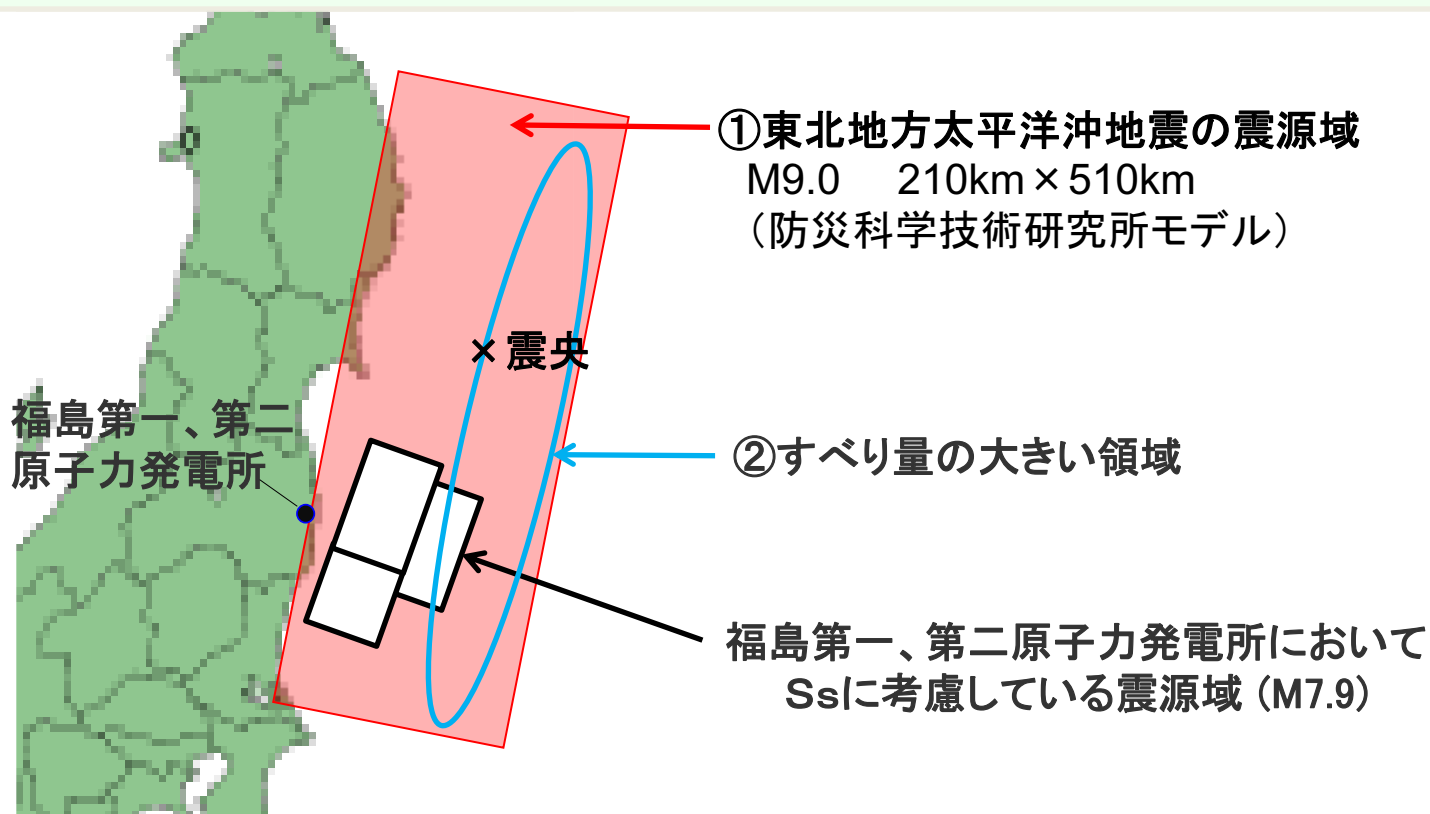 ①東北地方太平洋沖地震の震源域
M9.0 210km×510km
（防災科学技術研究所モデル）
×震央
福島第一、第二
原子力発電所
②すべり量の大きい領域
福島第一、第二原子力発電所において
Ssに考慮している震源域（M7.9）